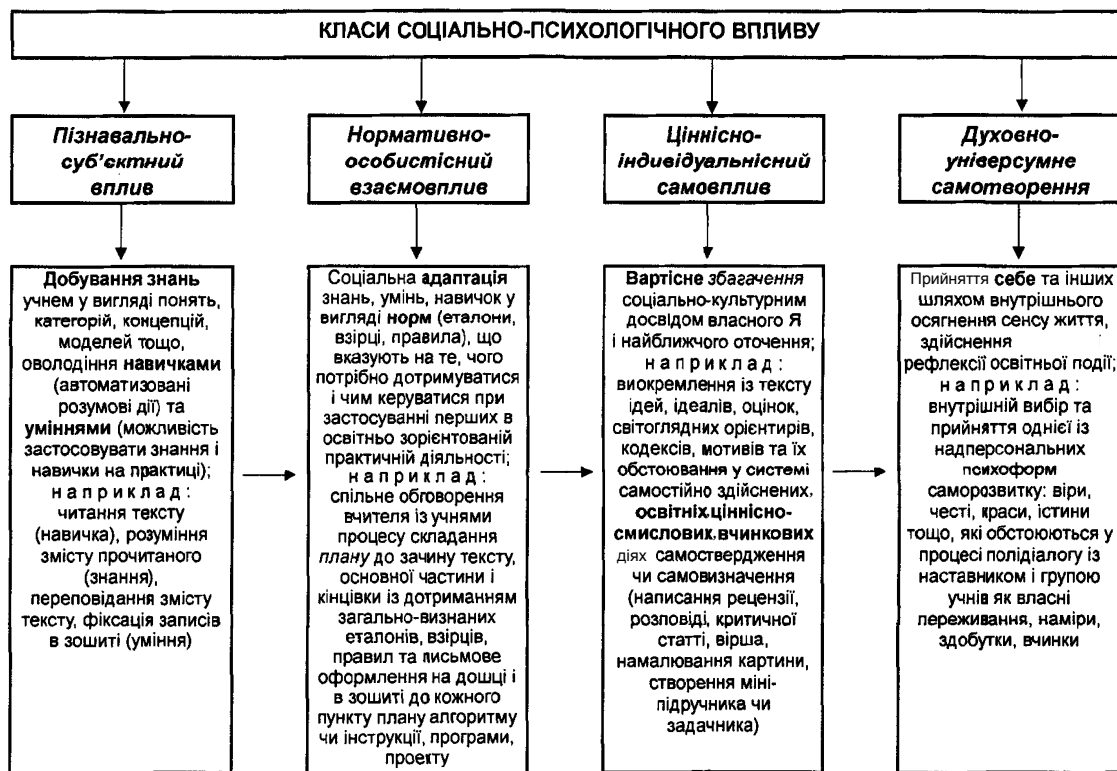 КЛАСИ СОЦІАЛЬНО-ПСИХОЛОГІЧНОГО ВПЛИВУ
Пізнавально-
суб'єктний
вплив
Нормативно-
особистісний
взаємовплив
Ціннісно-
індивідуальнісний
самовплив
Духовно-
універсумне
самотворення
Добування знань
учнем у вигляді понять,
категорій, концепцій,
моделей тощо,
оволодіння навичками
(автоматизовані
розумові дії) та
уміннями (можливість
застосовувати знання і
навички на практиці);
н а п р и к л а д :
читання тексту
(навичка), розуміння
змісту прочитаного
(знання),
переповідання змісту
тексту, фіксація записів
в зошиті (уміння)
Соціальна адаптація
знань, умінь, навичок у
вигляді норм (еталони,
взірці, правила), що
вказують на те, чого
потрібно дотримуватися
і чим керуватися при
застосуванні перших в
освітньо зорієнтованій
практичній діяльності;
н а п р и к л а д :
спільне обговорення
вчителя із учнями
процесу складання
плану до зачину тексту,
основної частини і
кінцівки із дотриманням
загально-визнаних
еталонів, взірців,
правил та письмове
оформлення на дошці і
в зошиті до кожного
пункту плану алгоритму
чи інструкції, програми,
проекту
Вартісне збагачення
соціально-культурним
досвідом власного Я
і найближчого оточення;
н а п р и к л а д :
виокремлення із тексту
ідей, ідеалів, оцінок,
світоглядних орієнтирів,
кодексів, мотивів та їх
обстоювання у системі
самостійно здійснених,
освітніх,ціннісно-
смислових,вчинкових
діях самоствердження
чи самовизначення
(написання рецензії,
розповіді, критичної
статті, вірша,
намалювання картини,
створення міні-
підручника чи
задачника)
Прийняття себе та інших
шляхом внутрішнього
осягнення сенсу життя,
здійснення
рефлексії освітньої події;
н а п р и к л а д :
внутрішній вибір та
прийняття однієї із
надперсональних
психоформ
саморозвитку: віри,
честі, краси, істини
тощо, які обстоюються у
процесі полідіалогу із
наставником і групою
учнів як власні
переживання, наміри,
здобутки, вчинки